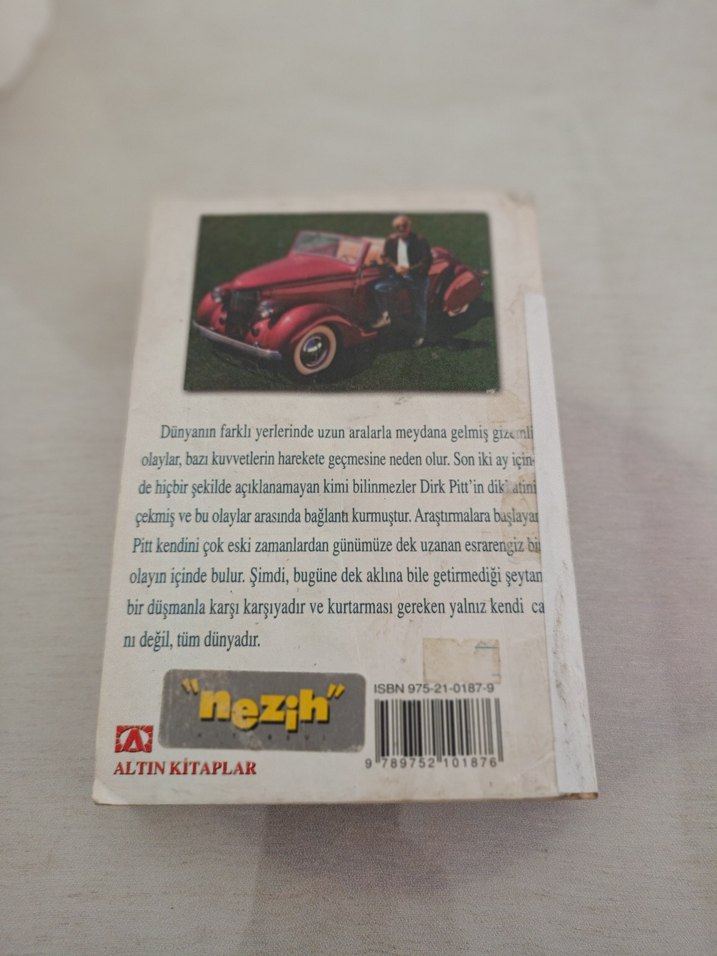 Dünyanın farklı yerlerinde uzun aralarla meydana gelmiş gizemli
olaylar, bazı kuvvetlerin harekete geçmesine neden olur. Son iki ay için-
de hiçbir şekilde açıklanamayan kimi bilinmezler Dirk Pitt'in dikkatini
çekmiş ve bu olaylar arasında bağlantı kurmuştur. Araştırmalara başlayan
Pitt kendini çok eski zamanlardan günümüze dek uzanan esrarengiz bir
olayın içinde bulur. Şimdi, bugüne dek aklına bile getirmediği şeytan
bir düşmanla karşı karşıyadır ve kurtarması gereken yalnız kendi ca
nı değil, tüm dünyadır.
"nezih"
KİTABEVİ
ISBN 975-21-0187-9
9 789752 101876
ALTIN KİTAPLAR